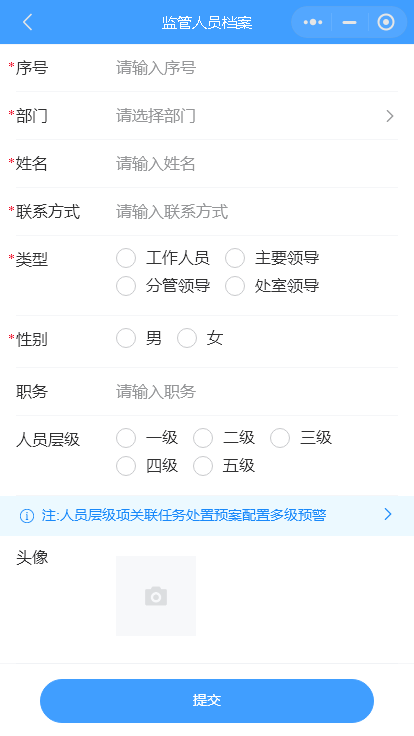 监管人员档案
*序号 请输入序号
*部门 请选择部门
*姓名 请输入姓名
*联系方式 请输入联系方式
*类型 工作人员 主要领导
分管领导 处室领导
*性别 男 女
职务 请输入职务
人员层级 一级 二级 三级
四级 五级
注:人员层级项关联任务处置预案配置多级预警
头像
提交